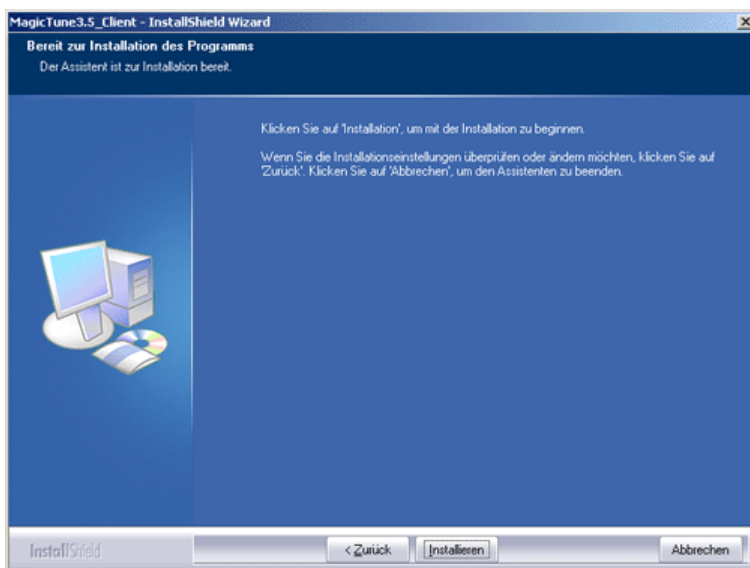 MagicTune3.5_Client - InstallShield Wizard
Bereit zur Installation des Programms
Der Assistent ist zur Installation bereit.
Klicken Sie auf 'Installation', um mit der Installation zu beginnen.
Wenn Sie die Installationseinstellungen überprüfen oder ändern möchten, klicken Sie auf
'Zurück'. Klicken Sie auf 'Abbrechen', um den Assistenten zu beenden.
InstallShield
< Zurück
Installieren
Abbrechen